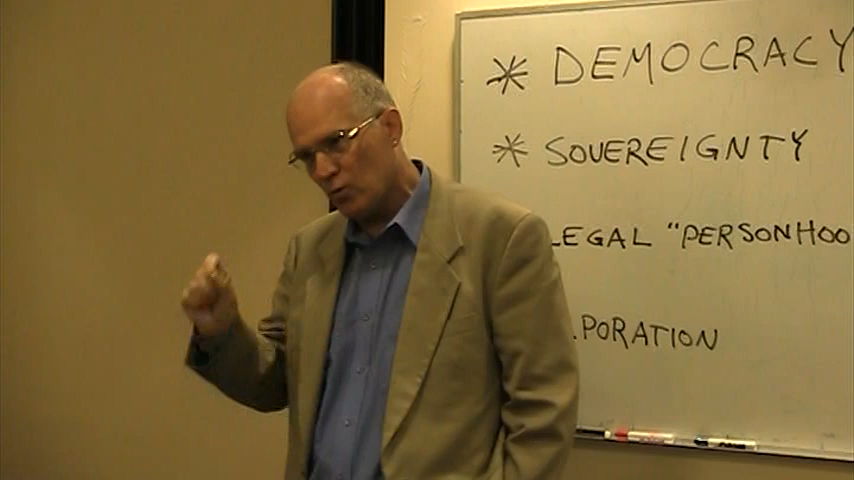 * DEMOCRACY
* SOVEREIGNTY
LEGAL "PERSONHOO
PORATION